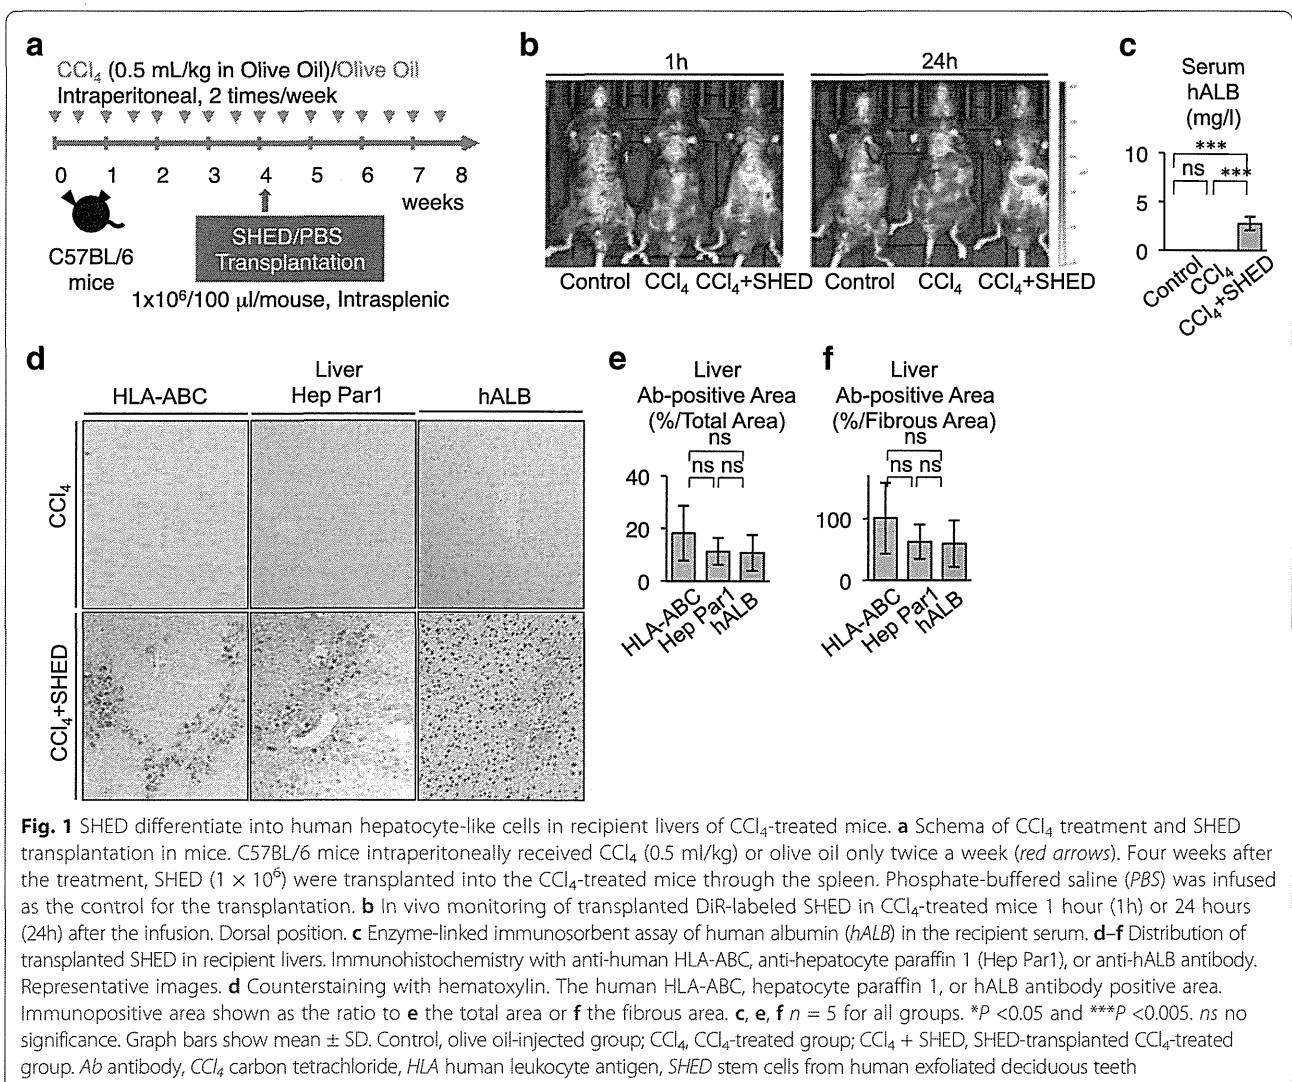 a
CCl₄ (0.5 mL/kg in Olive Oil)/Olive Oil
Intraperitoneal, 2 times/week
0 1 2 3 4 5 6 7 8
weeks
C57BL/6
mice
SHED/PBS
Transplantation
1x10⁶/100 μl/mouse, Intrasplenic
b
1h 24h
Control CCl₄ CCl₄+SHED Control CCl₄ CCl₄+SHED
c
Serum
hALB
(mg/l)
***
ns ***
10
5
0
Control
CCl₄
CCl₄+SHED
d
Liver
HLA-ABC Hep Par1 hALB
CCl₄
CCl₄+SHED
e
Liver
Ab-positive Area
(%/Total Area)
ns
ns ns
40
20
0
HLA-ABC
Hep Par1
hALB
f
Liver
Ab-positive Area
(%/Fibrous Area)
ns
ns ns
100
0
HLA-ABC
Hep Par1
hALB
Fig. 1 SHED differentiate into human hepatocyte-like cells in recipient livers of CCl₄-treated mice. a Schema of CCl₄ treatment and SHED
transplantation in mice. C57BL/6 mice intraperitoneally received CCl₄ (0.5 ml/kg) or olive oil only twice a week (red arrows). Four weeks after
the treatment, SHED (1 × 10⁶) were transplanted into the CCl₄-treated mice through the spleen. Phosphate-buffered saline (PBS) was infused
as the control for the transplantation. b In vivo monitoring of transplanted DiR-labeled SHED in CCl₄-treated mice 1 hour (1h) or 24 hours
(24h) after the infusion. Dorsal position. c Enzyme-linked immunosorbent assay of human albumin (hALB) in the recipient serum. d–f Distribution of
transplanted SHED in recipient livers. Immunohistochemistry with anti-human HLA-ABC, anti-hepatocyte paraffin 1 (Hep Par1), or anti-hALB antibody.
Representative images. d Counterstaining with hematoxylin. The human HLA-ABC, hepatocyte paraffin 1, or hALB antibody positive area.
Immunopositive area shown as the ratio to e the total area or f the fibrous area. c, e, f n = 5 for all groups. *P <0.05 and ***P <0.005. ns no
significance. Graph bars show mean ± SD. Control, olive oil-injected group; CCl₄, CCl₄-treated group; CCl₄ + SHED, SHED-transplanted CCl₄-treated
group. Ab antibody, CCl₄ carbon tetrachloride, HLA human leukocyte antigen, SHED stem cells from human exfoliated deciduous teeth